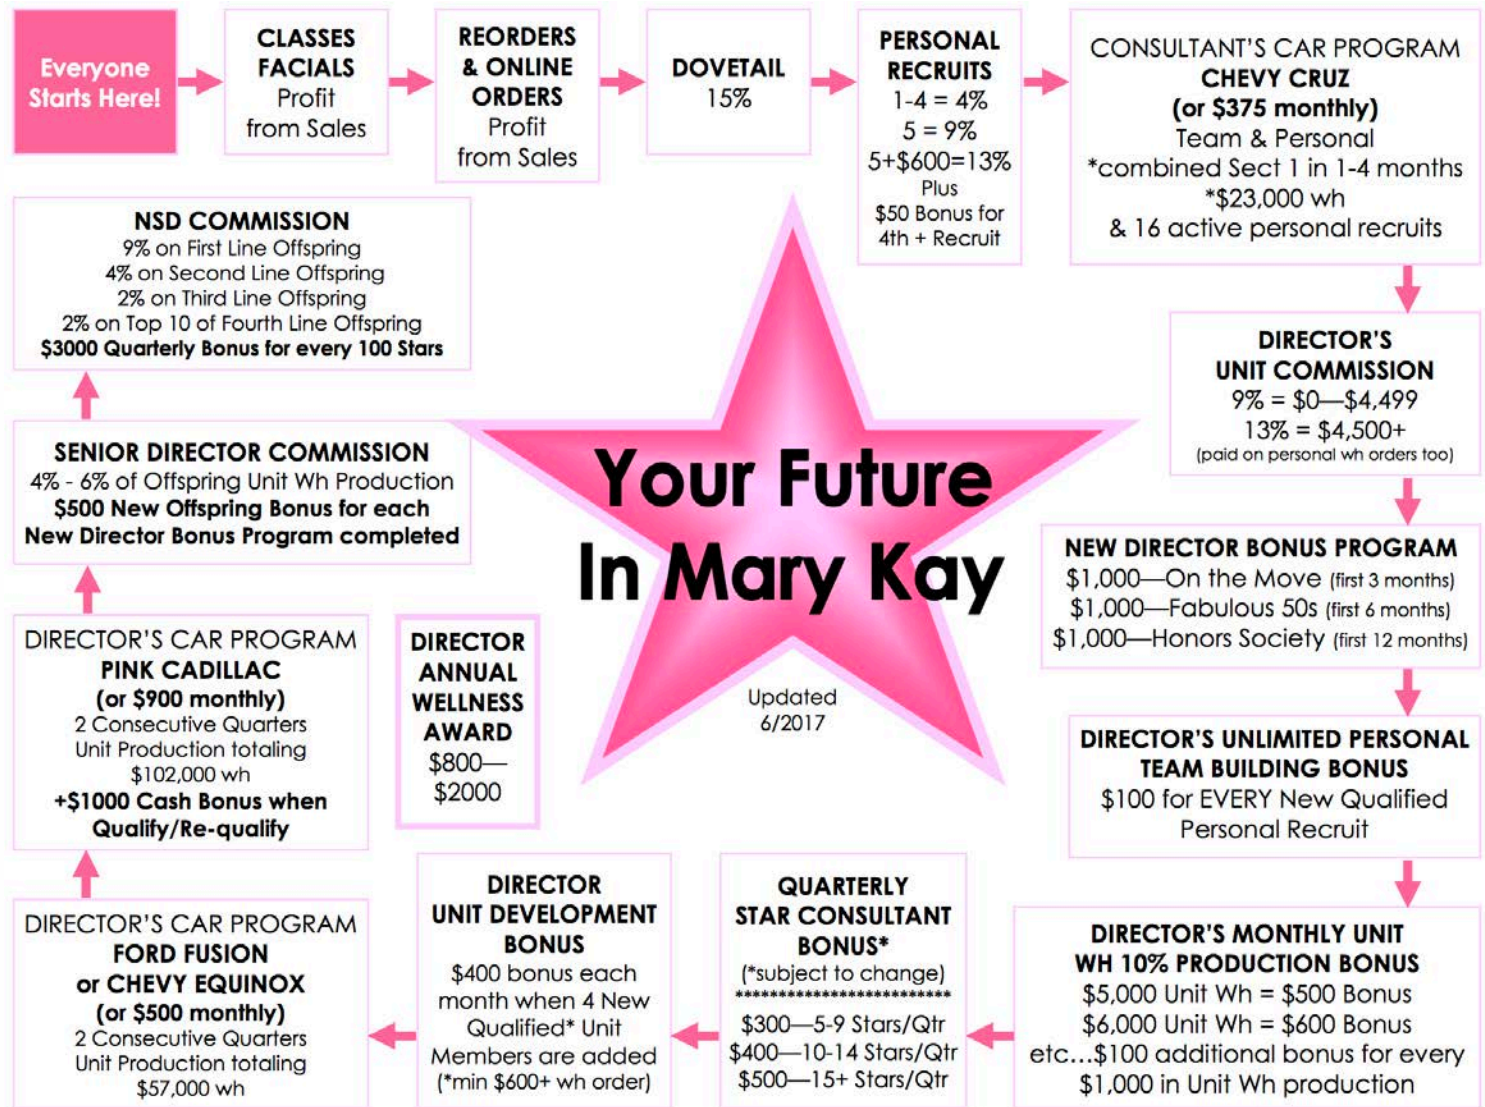 Everyone
Starts Here!
CLASSES
FACIALS
Profit
from Sales
REORDERS
& ONLINE
ORDERS
Profit
from Sales
DOVETAIL
15%
PERSONAL
RECRUITS
1-4 = 4%
5 = 9%
5+$600=13%
Plus
$50 Bonus for
4th + Recruit
CONSULTANT'S CAR PROGRAM
CHEVY CRUZ
(or $375 monthly)
Team & Personal
*combined Sect 1 in 1-4 months
*$23,000 wh
& 16 active personal recruits
DIRECTOR'S
UNIT COMMISSION
9% = $0—$4,499
13% = $4,500+
(paid on personal wh orders too)
NEW DIRECTOR BONUS PROGRAM
$1,000—On the Move (first 3 months)
$1,000—Fabulous 50s (first 6 months)
$1,000—Honors Society (first 12 months)
DIRECTOR'S UNLIMITED PERSONAL
TEAM BUILDING BONUS
$100 for EVERY New Qualified
Personal Recruit
DIRECTOR'S MONTHLY UNIT
WH 10% PRODUCTION BONUS
$5,000 Unit Wh = $500 Bonus
$6,000 Unit Wh = $600 Bonus
etc...$100 additional bonus for every
$1,000 in Unit Wh production
QUARTERLY
STAR CONSULTANT
BONUS*
(*subject to change)
************************
$300—5-9 Stars/Qtr
$400—10-14 Stars/Qtr
$500—15+ Stars/Qtr
DIRECTOR
UNIT DEVELOPMENT
BONUS
$400 bonus each
month when 4 New
Qualified* Unit
Members are added
(*min $600+ wh order)
DIRECTOR'S CAR PROGRAM
FORD FUSION
or CHEVY EQUINOX
(or $500 monthly)
2 Consecutive Quarters
Unit Production totaling
$57,000 wh
DIRECTOR'S CAR PROGRAM
PINK CADILLAC
(or $900 monthly)
2 Consecutive Quarters
Unit Production totaling
$102,000 wh
+$1000 Cash Bonus when
Qualify/Re-qualify
SENIOR DIRECTOR COMMISSION
4% - 6% of Offspring Unit Wh Production
$500 New Offspring Bonus for each
New Director Bonus Program completed
NSD COMMISSION
9% on First Line Offspring
4% on Second Line Offspring
2% on Third Line Offspring
2% on Top 10 of Fourth Line Offspring
$3000 Quarterly Bonus for every 100 Stars
DIRECTOR
ANNUAL
WELLNESS
AWARD
$800—
$2000
Your Future
In Mary Kay
Updated
6/2017